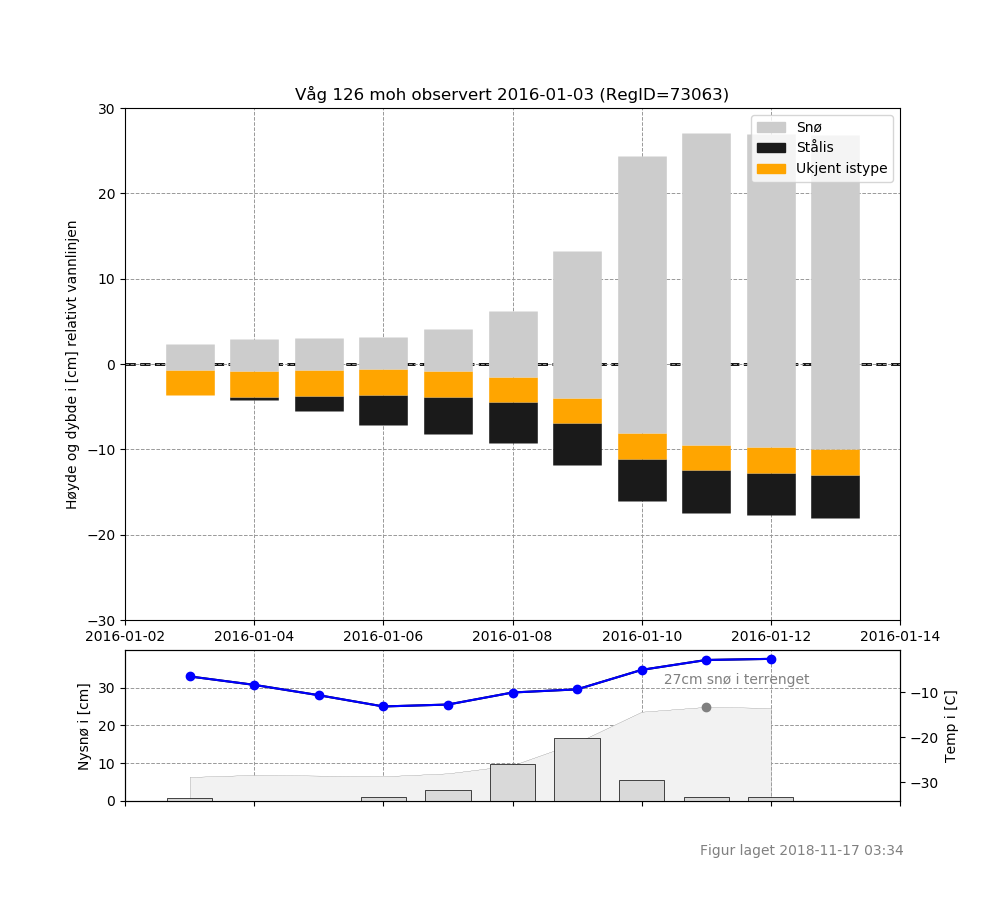 Våg 126 moh observert 2016-01-03 (RegID=73063)
Høyde og dybde i [cm] relativt vannlinjen
30
20
10
0
−10
−20
−30
Snø
Stålis
Ukjent istype
2016-01-02 2016-01-04 2016-01-06 2016-01-08 2016-01-10 2016-01-12 2016-01-14
Nysnø i [cm]
30
20
10
0
27cm snø i terrenget
−10
−20
−30
Temp i [C]
Figur laget 2018-11-17 03:34